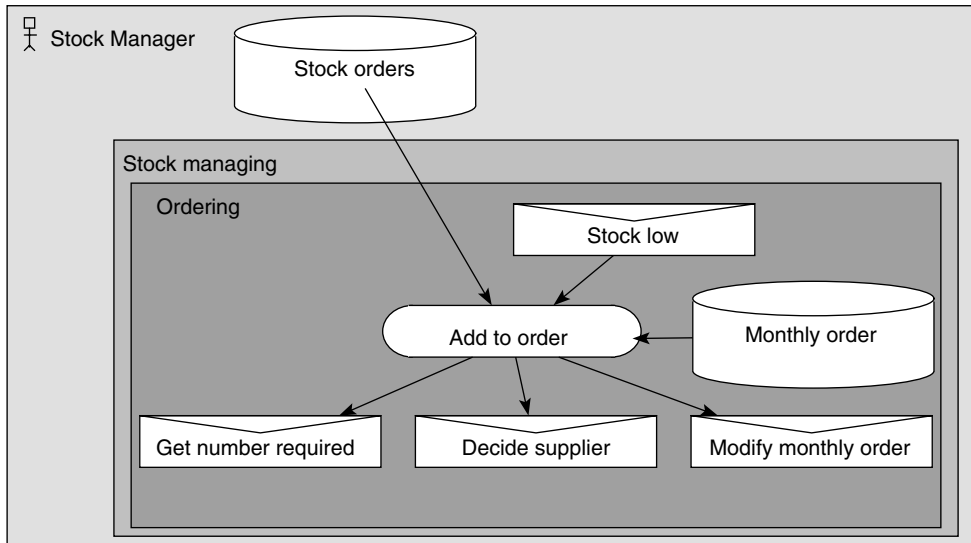 Stock Manager
Stock orders
Stock managing
Ordering
Stock low
Add to order
Monthly order
Get number required
Decide supplier
Modify monthly order